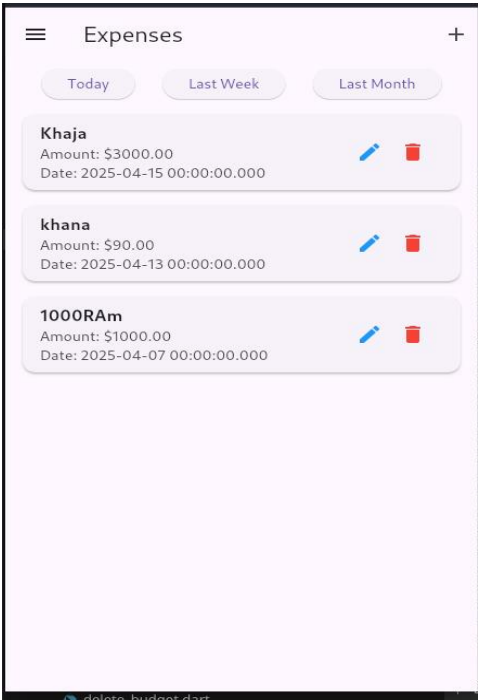 Expenses
Today Last Week Last Month
Khaja
Amount: $3000.00
Date: 2025-04-15 00:00:00.000
khana
Amount: $90.00
Date: 2025-04-13 00:00:00.000
1000RAm
Amount: $1000.00
Date: 2025-04-07 00:00:00.000
delete_budget.dart